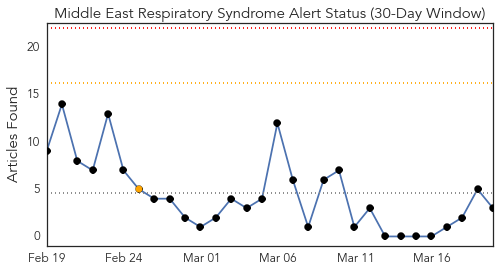 Middle East Respiratory Syndrome Alert Status (30-Day Window)
Articles Found
20
15
10
5
0
Feb 19 Feb 24 Mar 01 Mar 06 Mar 11 Mar 16